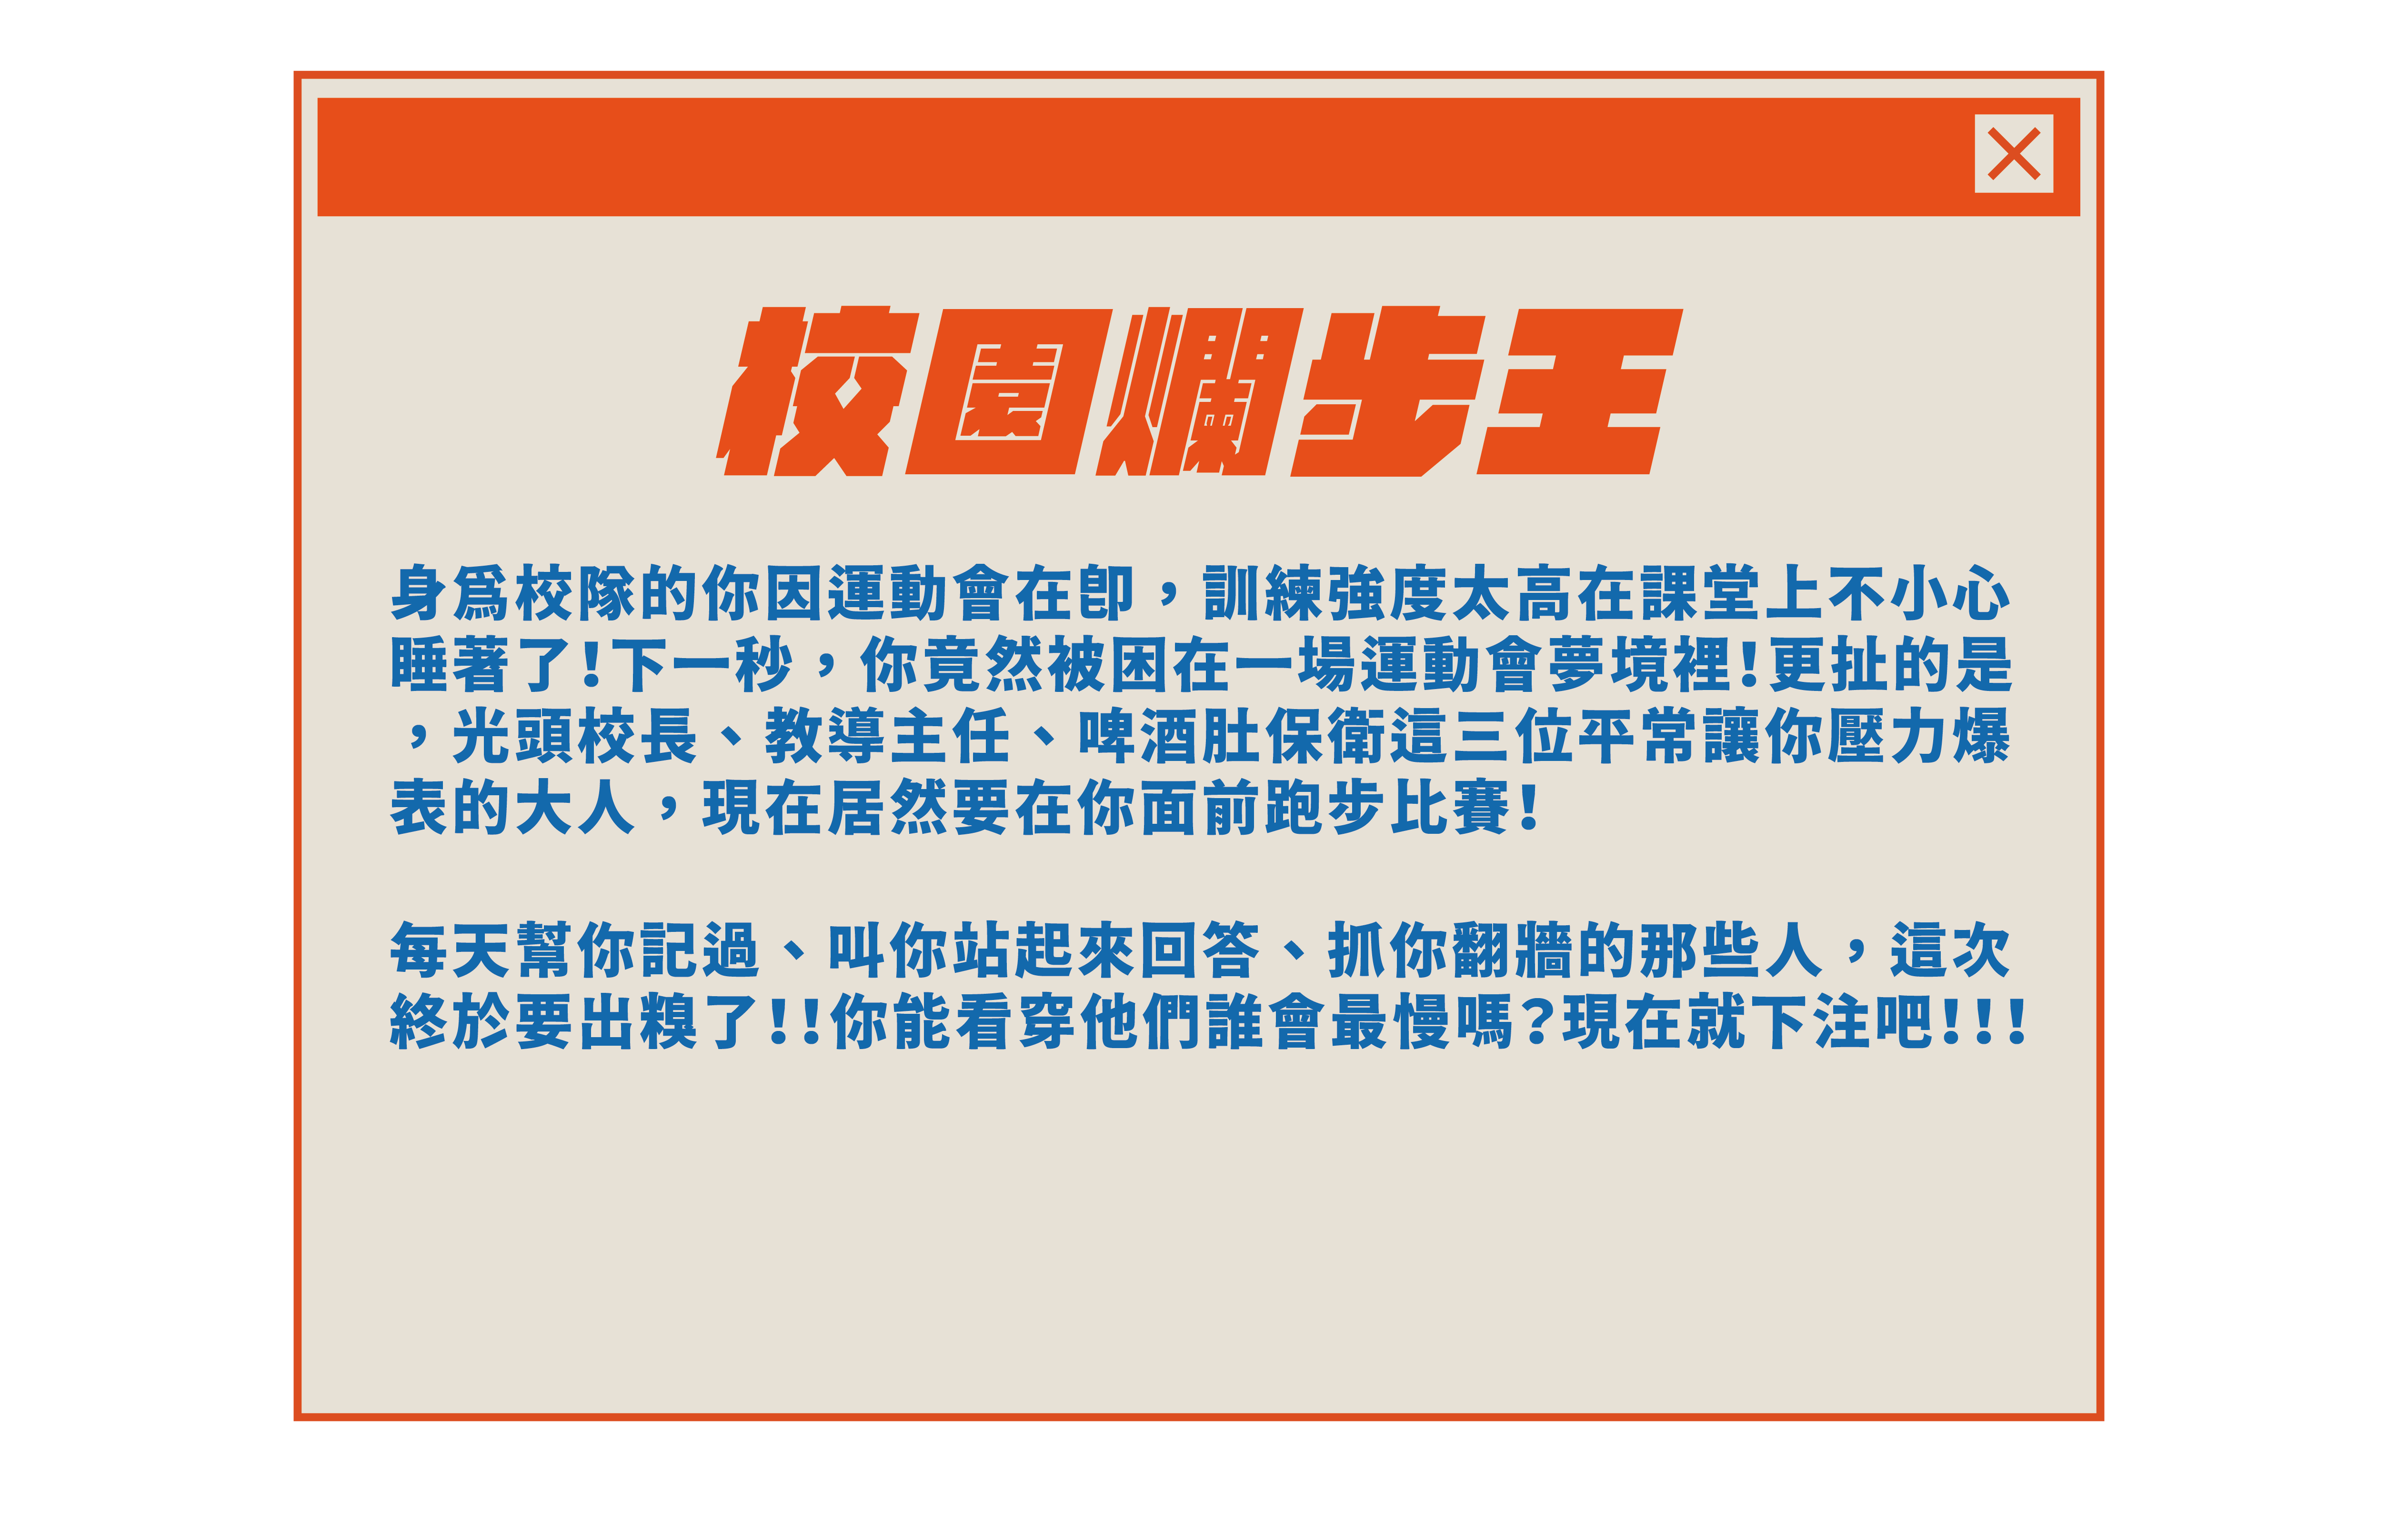 校園爛步王
身為校隊的你因運動會在即，訓練強度太高在課堂上不小心
睡著了!下一秒，你竟然被困在一場運動會夢境裡!更扯的是
，光頭校長、教導主任、啤酒肚保衛這三位平常讓你壓力爆
表的大人，現在居然要在你面前跑步比賽!
每天幫你記過、叫你站起來回答、抓你翻牆的那些人，這次
終於要出糗了!!你能看穿他們誰會最慢嗎?現在就下注吧!!!